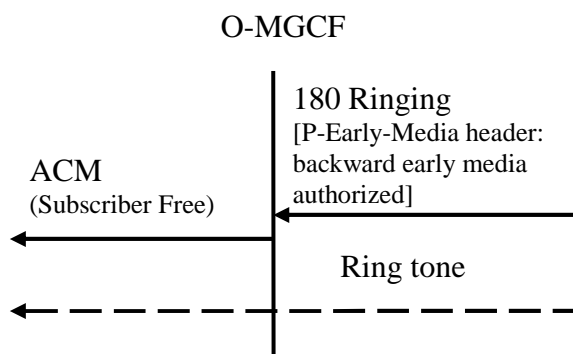 O-MGCF
180 Ringing
[P-Early-Media header:
backward early media
authorized]
ACM
(Subscriber Free)
Ring tone